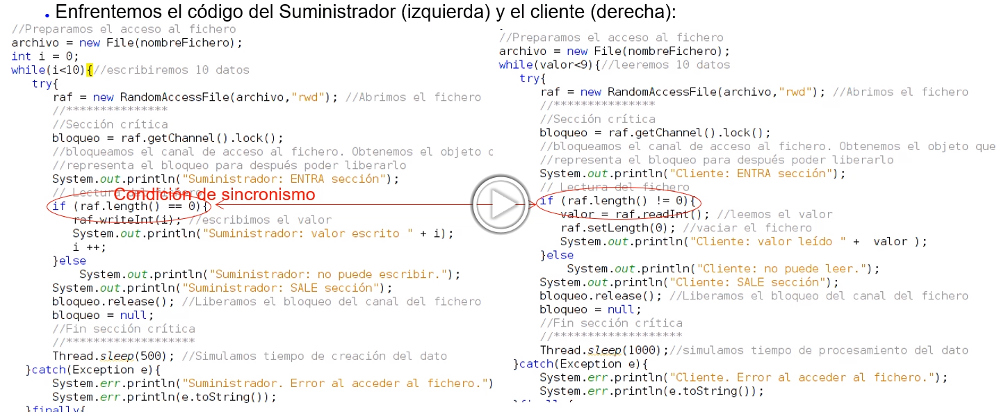 • Enfrentemos el código del Suministrador (izquierda) y el cliente (derecha):
//Preparamos el acceso al fichero
archivo = new File(nombreFichero);
int i = 0;
while(i<10){//escribiremos 10 datos
try{
raf = new RandomAccessFile(archivo,"rwd"); //Abrimos el fichero
//***************
//Sección crítica
bloqueo = raf.getChannel().lock();
//bloqueamos el canal de acceso al fichero. Obtenemos el objeto
//representa el bloqueo para después poder liberarlo
System.out.println("Suministrador: ENTRA sección");
// Lectura del fichero
Condición de sincronismo
if (raf.length() == 0){
raf.writeInt(i); //escribimos el valor
System.out.println("Suministrador: valor escrito " + i);
i ++;
}else
System.out.println("Suministrador: no puede escribir.");
System.out.println("Suministrador: SALE sección");
bloqueo.release(); //Liberamos el bloqueo del canal del fichero
bloqueo = null;
//Fin sección crítica
//*******************
Thread.sleep(500); //Simulamos tiempo de creación del dato
}catch(Exception e){
System.err.println("Suministrador. Error al acceder al fichero.")
System.err.println(e.toString());
}finally{
//Preparamos el acceso al fichero
archivo = new File(nombreFichero);
while(valor<9){//leeremos 10 datos
try{
raf = new RandomAccessFile(archivo,"rwd"); //Abrimos el fichero
//***************
//Sección crítica
bloqueo = raf.getChannel().lock();
//bloqueamos el canal de acceso al fichero. Obtenemos el objeto que
//representa el bloqueo para después poder liberarlo
System.out.println("Cliente: ENTRA sección");
// Lectura del fichero
if (raf.length() != 0){
valor = raf.readInt(); //leemos el valor
raf.setLength(0); //vaciar el fichero
System.out.println("Cliente: valor leído " + valor );
}else
System.out.println("Cliente: no puede leer.");
System.out.println("Cliente: SALE sección");
bloqueo.release(); //Liberamos el bloqueo del canal del fichero
bloqueo = null;
//Fin sección crítica
//*******************
Thread.sleep(1000);//simulamos tiempo de procesamiento del dato
}catch(Exception e){
System.err.println("Cliente. Error al acceder al fichero.");
System.err.println(e.toString());